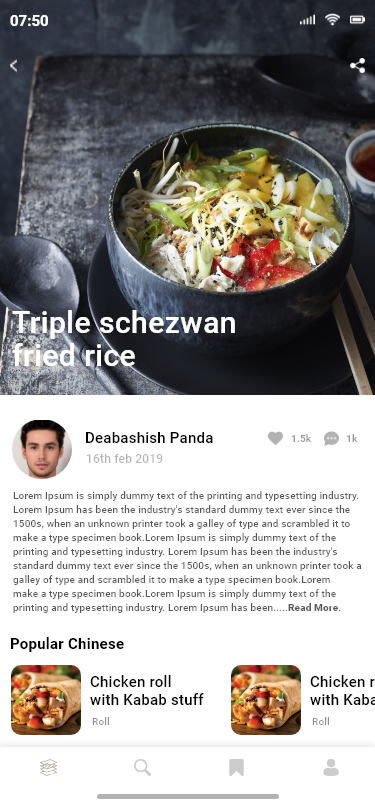 07:50
Triple schezwan
fried rice
Deabashish Panda
1.5k
1k
16th feb 2019
Lorem Ipsum is simply dummy text of the printing and typesetting industry.
Lorem Ipsum has been the industry's standard dummy text ever since the
1500s, when an unknown printer took a galley of type and scrambled it to
make a type specimen book.Lorem Ipsum is simply dummy text of the
printing and typesetting industry. Lorem Ipsum has been the industry's
standard dummy text ever since the 1500s, when an unknown printer took a
galley of type and scrambled it to make a type specimen book.Lorem
make a type specimen book.Lorem Ipsum is simply dummy text of the
printing and typesetting industry. Lorem Ipsum has been.....Read More.
Popular Chinese
Chicken roll
with Kabab stuff
Roll
Chicken r
with Kaba
Roll